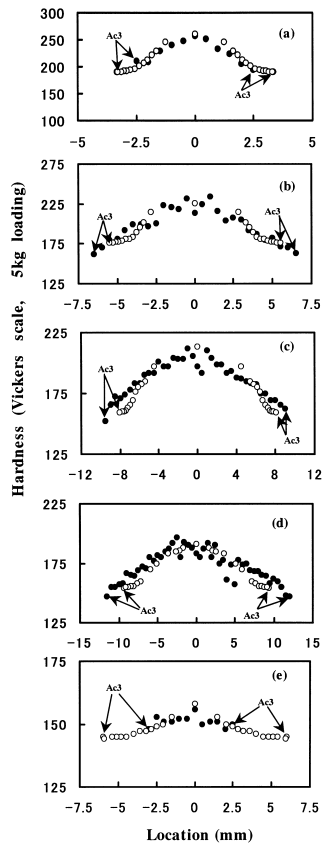 300
250
200
150
100
(a)
Ac3
Ac3
-5 -2.5 0 2.5 5
275
225
175
125
(b)
Ac3
Ac3
-7.5 -5 -2.5 0 2.5 5 7.5
225
175
125
(c)
Ac3
Ac3
-12 -8 -4 0 4 8 12
225
175
125
(d)
Ac3
Ac3
-15 -10 -5 0 5 10 15
175
150
125
(e)
Ac3
Ac3
-7.5 -5 -2.5 0 2.5 5 7.5
Hardness (Vickers scale, 5kg loading)
Location (mm)